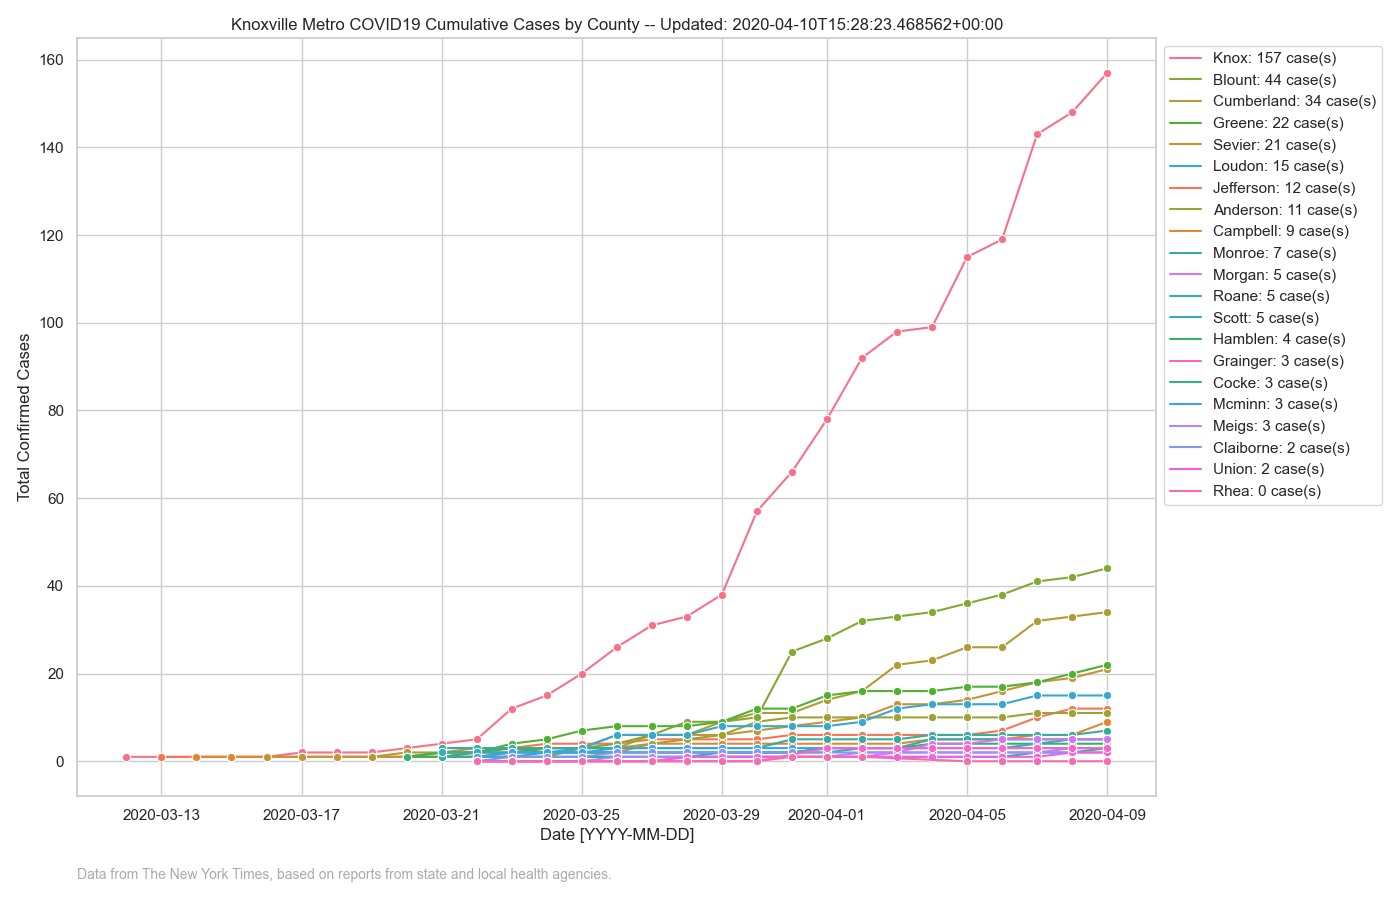 Knoxville Metro COVID19 Cumulative Cases by County -- Updated: 2020-04-10T15:28:23.468562+00:00
160
140
120
100
80
60
40
20
0
Total Confirmed Cases
2020-03-13
2020-03-17
2020-03-21
2020-03-25
2020-03-29
2020-04-01
2020-04-05
2020-04-09
Date [YYYY-MM-DD]
Knox: 157 case(s)
Blount: 44 case(s)
Cumberland: 34 case(s)
Greene: 22 case(s)
Sevier: 21 case(s)
Loudon: 15 case(s)
Jefferson: 12 case(s)
Anderson: 11 case(s)
Campbell: 9 case(s)
Monroe: 7 case(s)
Morgan: 5 case(s)
Roane: 5 case(s)
Scott: 5 case(s)
Hamblen: 4 case(s)
Grainger: 3 case(s)
Cocke: 3 case(s)
Mcminn: 3 case(s)
Meigs: 3 case(s)
Claiborne: 2 case(s)
Union: 2 case(s)
Rhea: 0 case(s)
Data from The New York Times, based on reports from state and local health agencies.